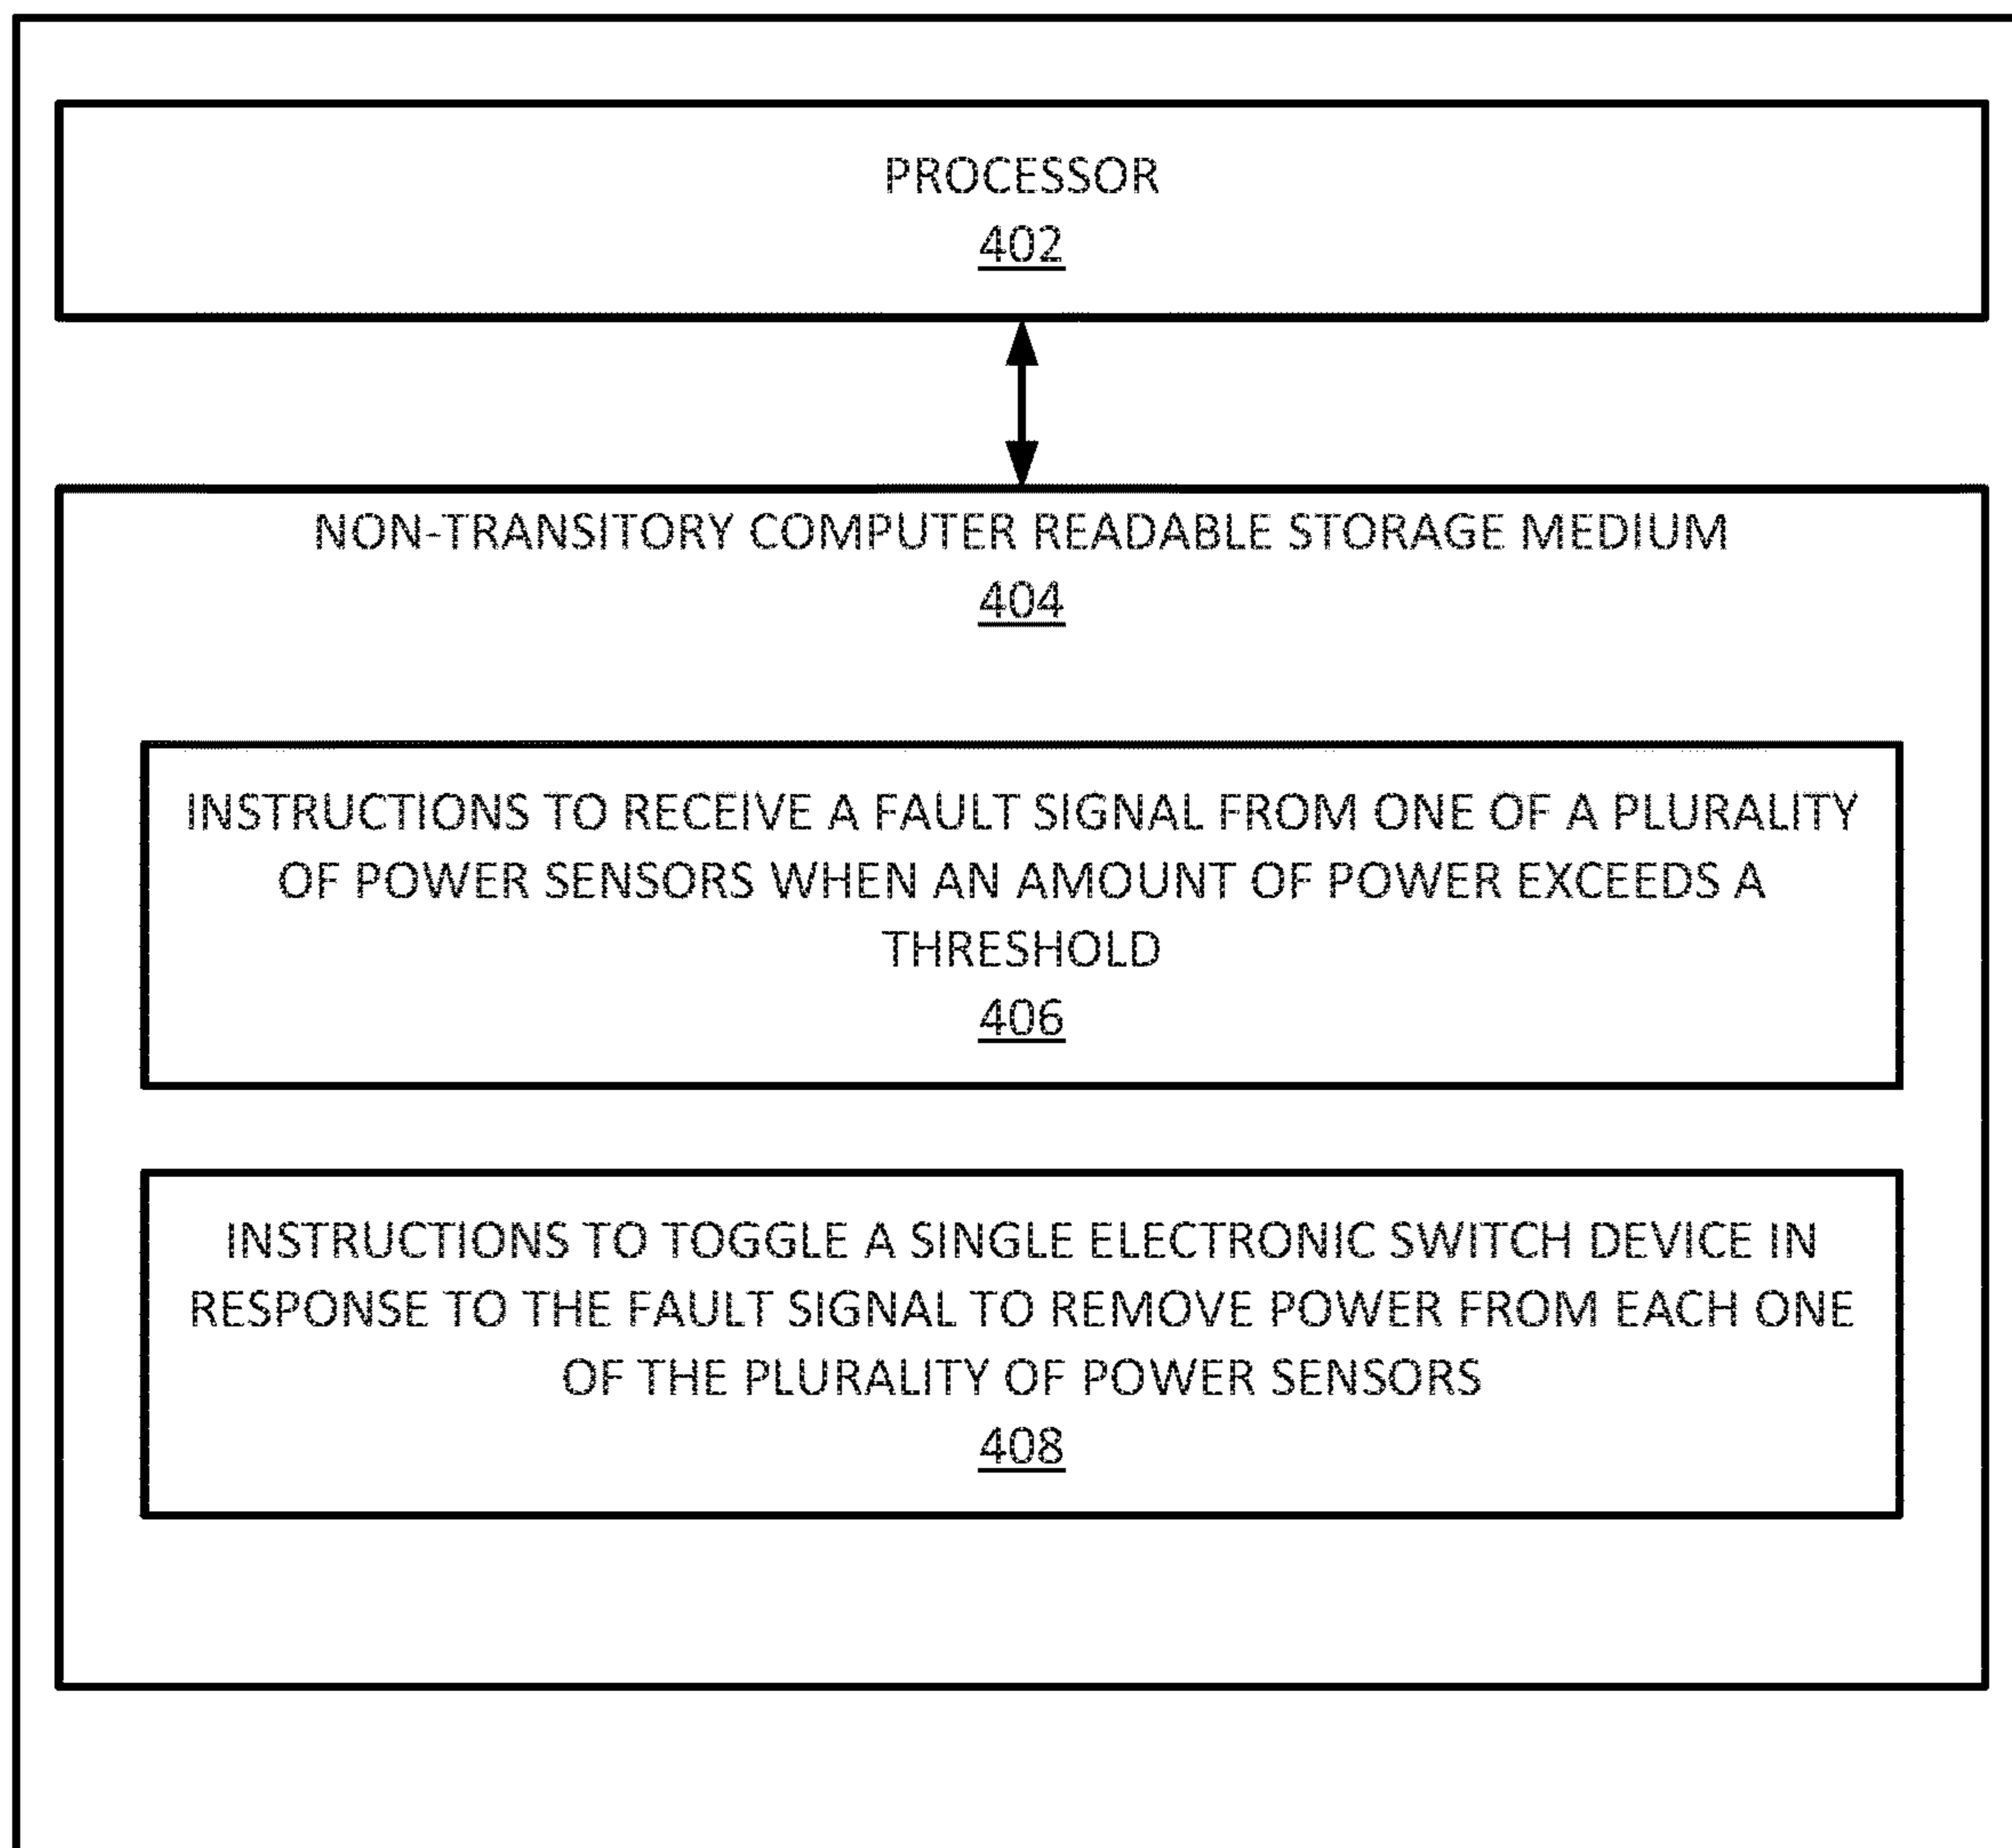 PROCESSOR
402
NON-TRANSITORY COMPUTER READABLE STORAGE MEDIUM
404
INSTRUCTIONS TO RECEIVE A FAULT SIGNAL FROM ONE OF A PLURALITY
OF POWER SENSORS WHEN AN AMOUNT OF POWER EXCEEDS A
THRESHOLD
406
INSTRUCTIONS TO TOGGLE A SINGLE ELECTRONIC SWITCH DEVICE IN
RESPONSE TO THE FAULT SIGNAL TO REMOVE POWER FROM EACH ONE
OF THE PLURALITY OF POWER SENSORS
408